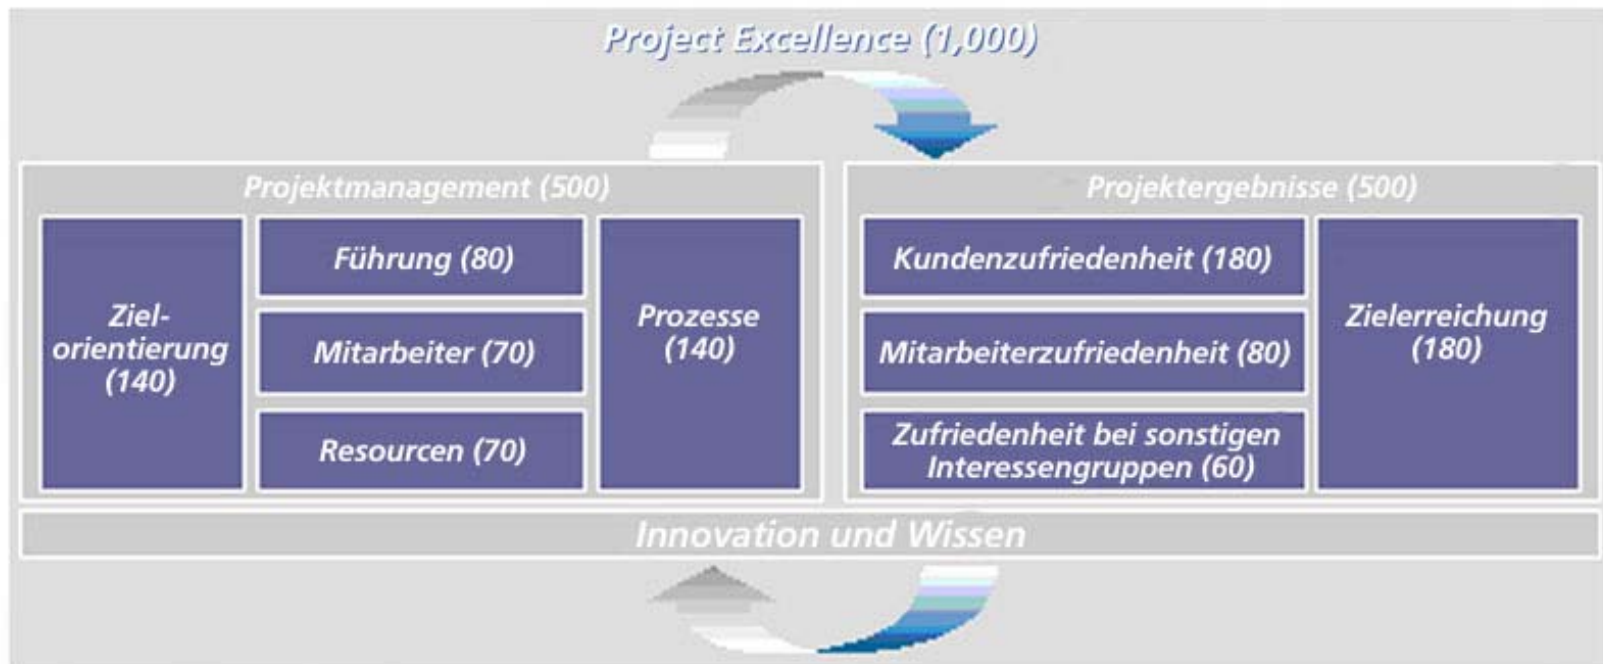 Project Excellence (1,000)
Projektmanagement (500)
Ziel-
orientierung
(140)
Führung (80)
Mitarbeiter (70)
Resourcen (70)
Prozesse
(140)
Projektergebnisse (500)
Kundenzufriedenheit (180)
Mitarbeiterzufriedenheit (80)
Zufriedenheit bei sonstigen
Interessengruppen (60)
Zielerreichung
(180)
Innovation und Wissen